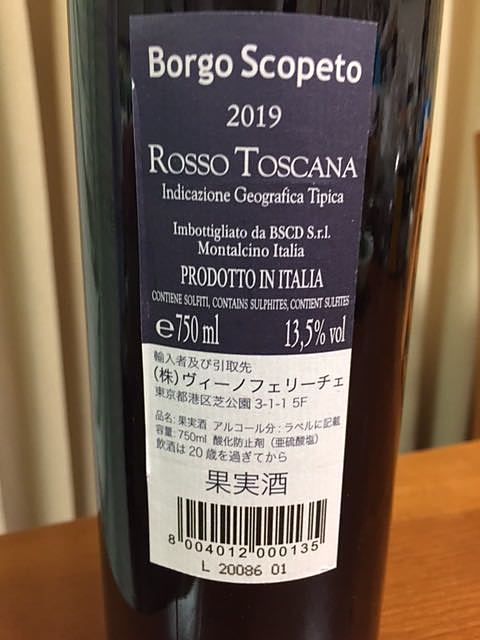 Borgo Scopeto
2019
ROSSO TOSCANA
Indicazione Geografica Tipica
Imbottigliato da BSCD S.r.l.
Montalcino Italia
PRODOTTO IN ITALIA
CONTIENE SOLFITI, CONTAINS SULPHITES, CONTIENT SULFITES
℮750 ml 13,5% vol
輸入者及び引取先
(株)ヴィーノフェリーチェ
東京都港区芝公園3-1-1 5F
品名:果実酒 アルコール分:ラベルに記載
容量:750ml 酸化防止剤(亜硫酸塩)
飲酒は20歳を過ぎてから
果実酒
8 004012 000135
L 20086 01